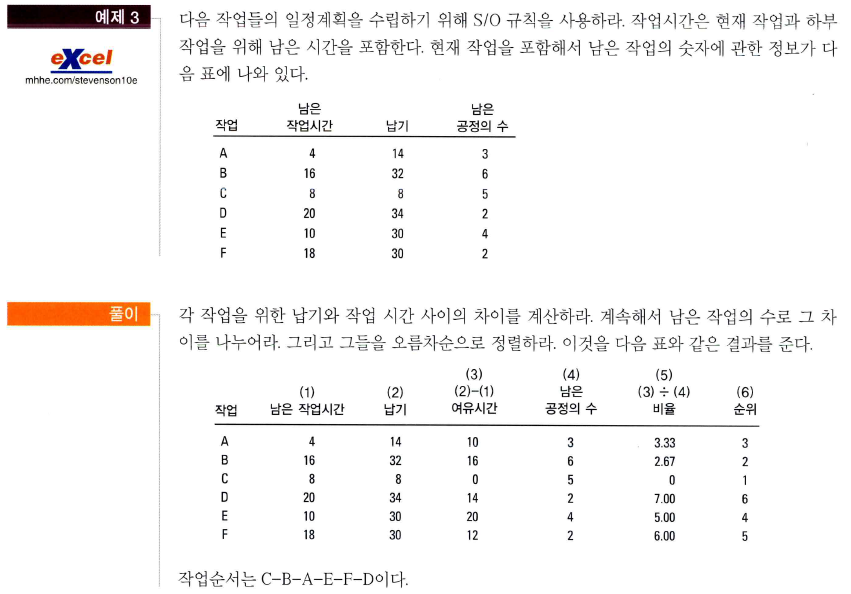 예제 3
excel
mhhe.com/stevenson10e
다음 작업들의 일정계획을 수립하기 위해 S/O 규칙을 사용하라. 작업시간은 현재 작업과 하부
작업을 위해 남은 시간을 포함한다. 현재 작업을 포함해서 남은 작업의 숫자에 관한 정보가 다
음 표에 나와 있다.
남은 남은
작업 작업시간 납기 공정의 수
A 4 14 3
B 16 32 6
C 8 8 5
D 20 34 2
E 10 30 4
F 18 30 2
풀이
각 작업을 위한 납기와 작업 시간 사이의 차이를 계산하라. 계속해서 남은 작업의 수로 그 차
이를 나누어라. 그리고 그들을 오름차순으로 정렬하라. 이것을 다음 표와 같은 결과를 준다.
(3) (4) (5)
(1) (2) (2)−(1) 남은 (3) ÷ (4) (6)
작업 남은 작업시간 납기 여유시간 공정의 수 비율 순위
A 4 14 10 3 3.33 3
B 16 32 16 6 2.67 2
C 8 8 0 5 0 1
D 20 34 14 2 7.00 6
E 10 30 20 4 5.00 4
F 18 30 12 2 6.00 5
작업순서는 C−B−A−E−F−D이다.